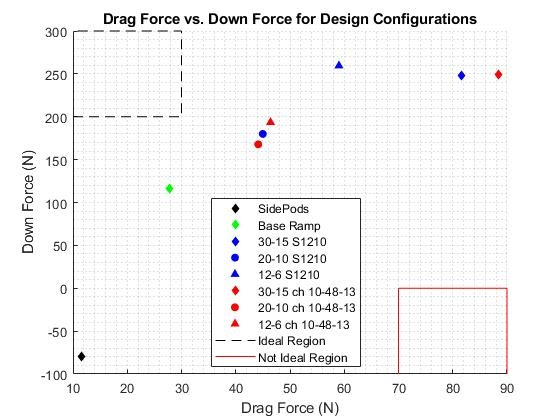 Drag Force vs. Down Force for Design Configurations
300
250
200
150
100
50
0
-50
-100
Down Force (N)
SidePods
Base Ramp
30-15 S1210
20-10 S1210
12-6 S1210
30-15 ch 10-48-13
20-10 ch 10-48-13
12-6 ch 10-48-13
Ideal Region
Not Ideal Region
10 20 30 40 50 60 70 80 90
Drag Force (N)